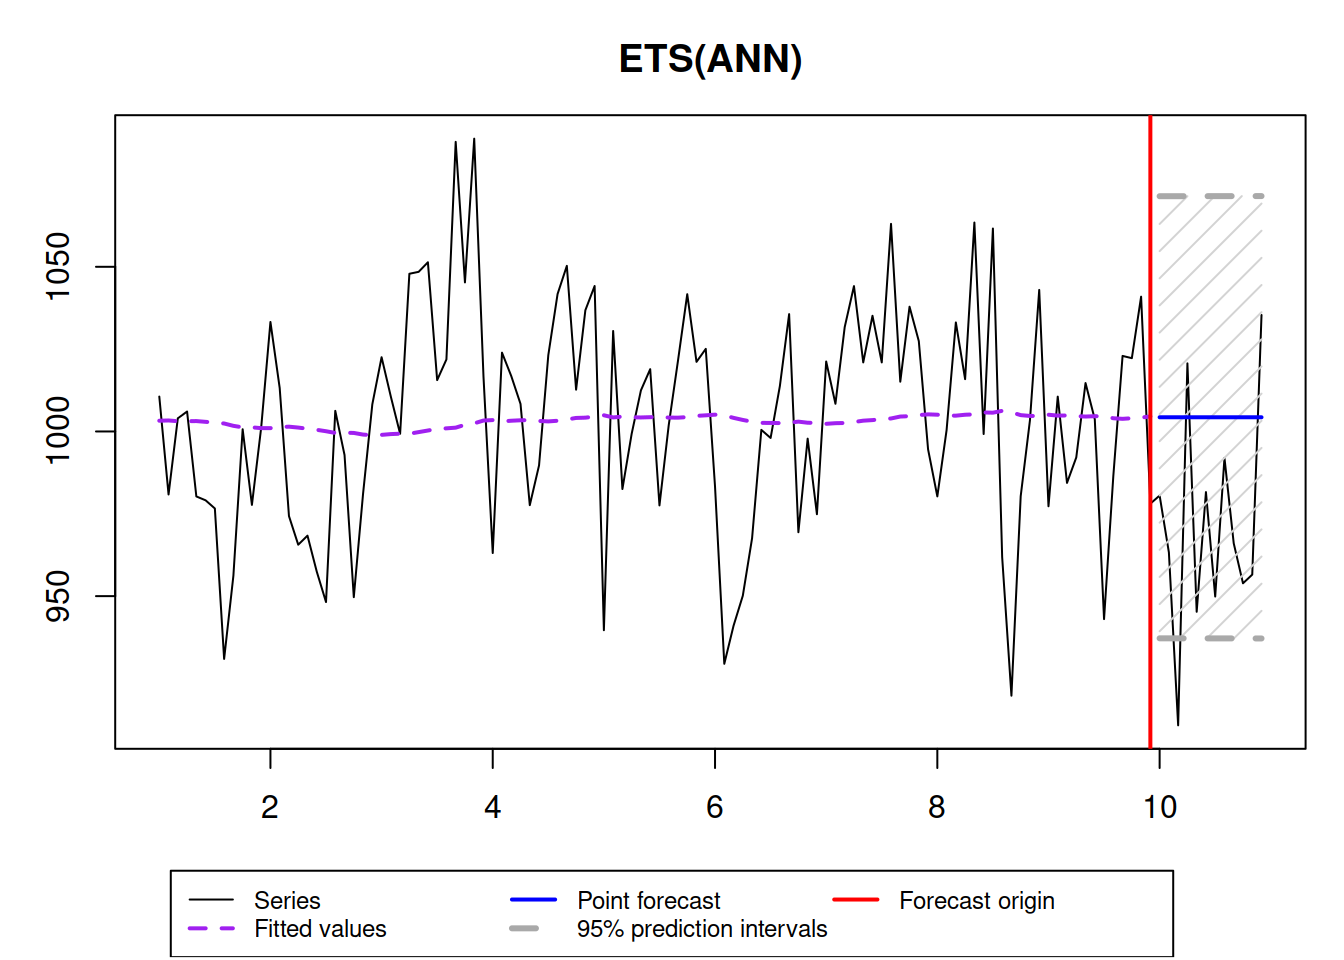 ETS(ANN)
1050
1000
950
2 4 6 8 10
Series Point forecast Forecast origin
Fitted values 95% prediction intervals